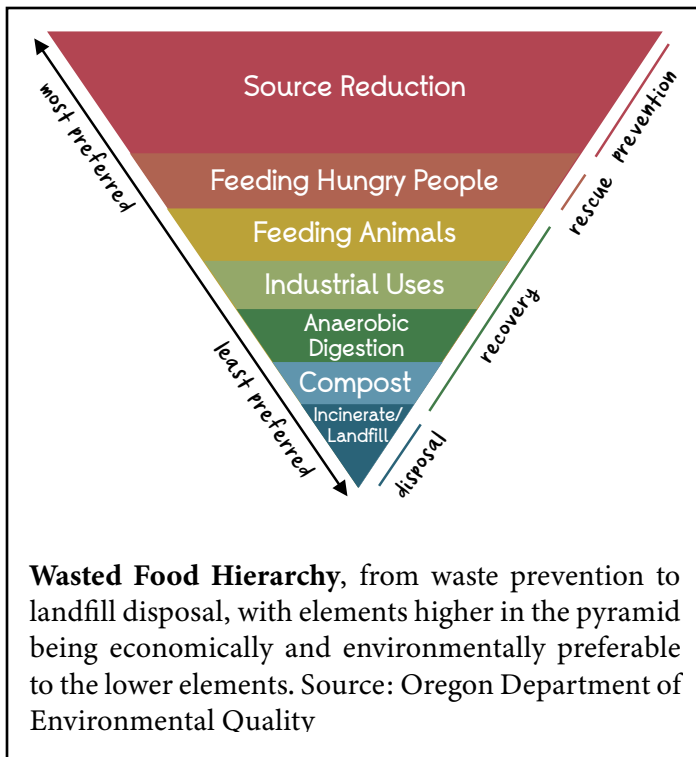 most preferred
least preferred
Source Reduction
Feeding Hungry People
Feeding Animals
Industrial Uses
Anaerobic
Digestion
Compost
Incinerate/
Landfill
prevention
rescue
recovery
disposal
Wasted Food Hierarchy, from waste prevention to
landfill disposal, with elements higher in the pyramid
being economically and environmentally preferable
to the lower elements. Source: Oregon Department of
Environmental Quality